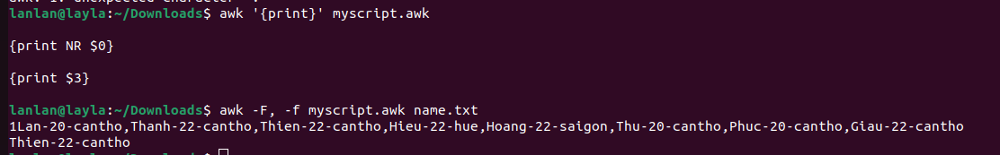 lanlan@layla:~/Downloads$ awk '{print}' myscript.awk
{print NR $0}
{print $3}
lanlan@layla:~/Downloads$ awk -F, -f myscript.awk name.txt
1Lan-20-cantho,Thanh-22-cantho,Thien-22-cantho,Hieu-22-hue,Hoang-22-saigon,Thu-20-cantho,Phuc-20-cantho,Giau-22-cantho
Thien-22-cantho